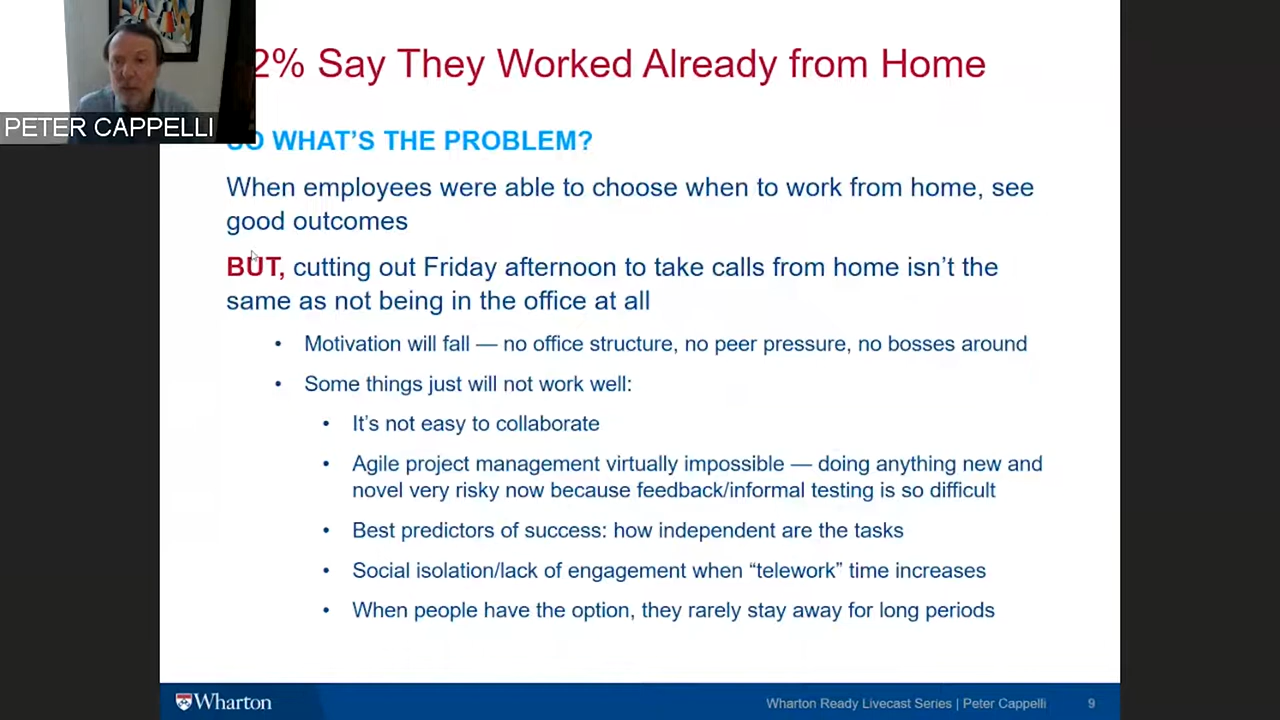 2% Say They Worked Already from Home
PETER CAPPELLI
SO WHAT'S THE PROBLEM?
When employees were able to choose when to work from home, see
good outcomes
BUT, cutting out Friday afternoon to take calls from home isn't the
same as not being in the office at all
• Motivation will fall — no office structure, no peer pressure, no bosses around
• Some things just will not work well:
• It's not easy to collaborate
• Agile project management virtually impossible — doing anything new and
novel very risky now because feedback/informal testing is so difficult
• Best predictors of success: how independent are the tasks
• Social isolation/lack of engagement when “telework” time increases
• When people have the option, they rarely stay away for long periods
Wharton
Wharton Ready Livecast Series | Peter Cappelli 9